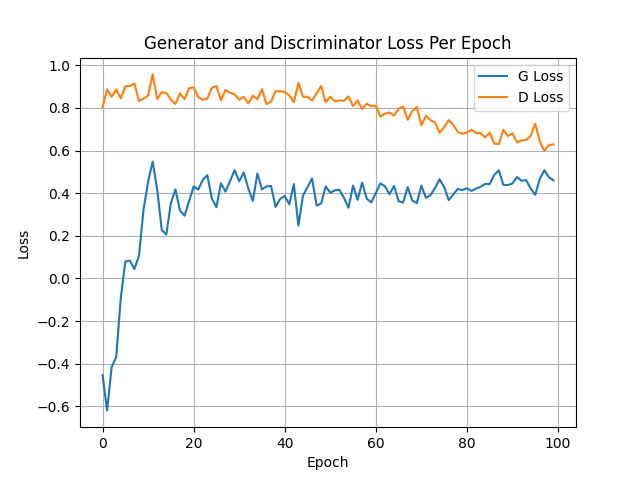 Generator and Discriminator Loss Per Epoch
G Loss
D Loss
1.0
0.8
0.6
0.4
0.2
0.0
−0.2
−0.4
−0.6
Loss
0 20 40 60 80 100
Epoch